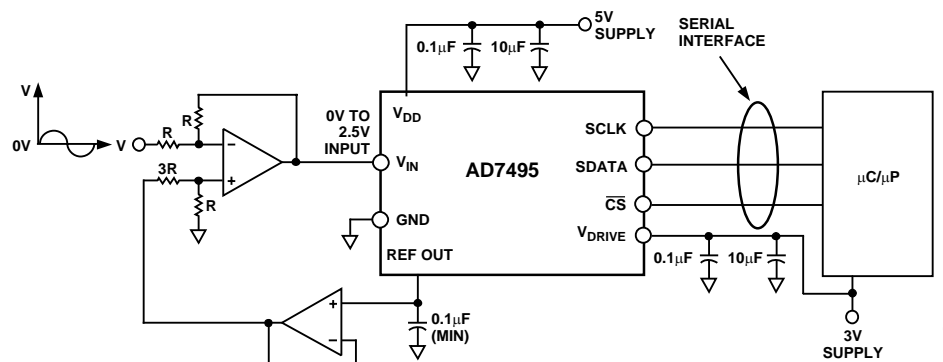 5V
SUPPLY
SERIAL
INTERFACE
0.1μF
10μF
V
0V
V
R
R
3R
R
−
+
0V TO
2.5V
INPUT
VDD
VIN
AD7495
GND
REF OUT
SCLK
SDATA
CS
VDRIVE
μC/μP
0.1μF
10μF
+
−
0.1μF
(MIN)
3V
SUPPLY